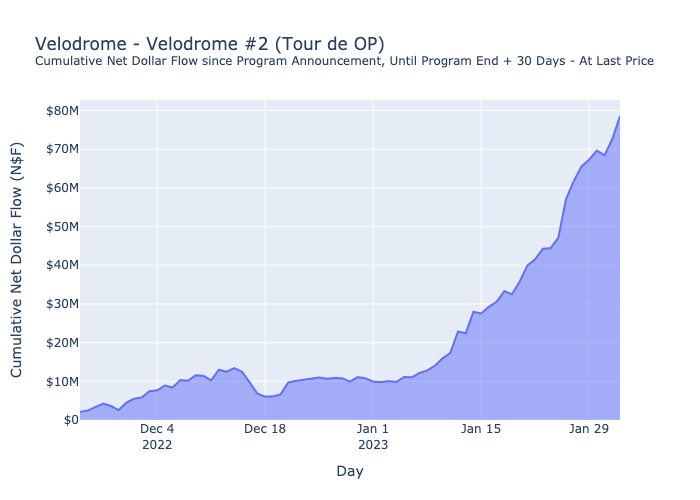 Velodrome - Velodrome #2 (Tour de OP)
Cumulative Net Dollar Flow since Program Announcement, Until Program End + 30 Days - At Last Price
Cumulative Net Dollar Flow (N$F)
$80M
$70M
$60M
$50M
$40M
$30M
$20M
$10M
$0
Dec 4
2022
Dec 18
Jan 1
2023
Jan 15
Jan 29
Day